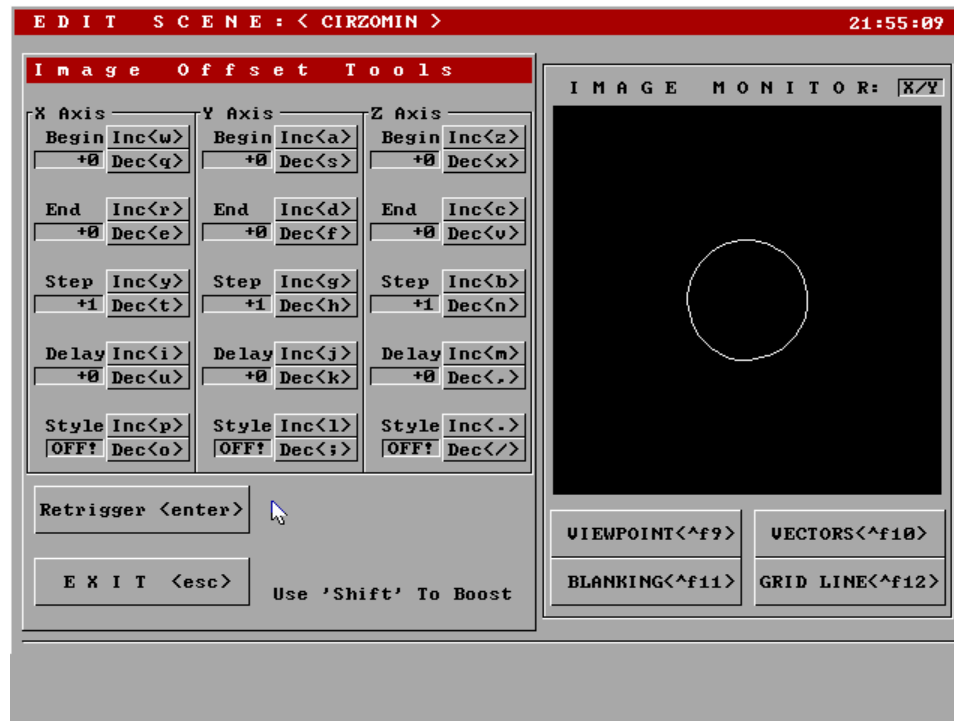 E D I T   S C E N E : < CIRZOMIN >   21:55:09
I m a g e   O f f s e t   T o o l s
I M A G E   M O N I T O R: X/Y
X Axis   Y Axis   Z Axis
Begin Inc<w>   Begin Inc<a>   Begin Inc<z>
+0 Dec<q>   +0 Dec<s>   +0 Dec<x>
End Inc<r>   End Inc<d>   End Inc<c>
+0 Dec<e>   +0 Dec<f>   +0 Dec<v>
Step Inc<y>   Step Inc<g>   Step Inc<b>
+1 Dec<t>   +1 Dec<h>   +1 Dec<n>
Delay Inc<i>   Delay Inc<j>   Delay Inc<m>
+0 Dec<u>   +0 Dec<k>   +0 Dec<,>
Style Inc<p>   Style Inc<l>   Style Inc<.>
OFF! Dec<o>   OFF! Dec<;>   OFF! Dec</>
Retrigger <enter>
E X I T <esc>
Use 'Shift' To Boost
VIEWPOINT<^f9>   VECTORS<^f10>
BLANKING<^f11>   GRID LINE<^f12>